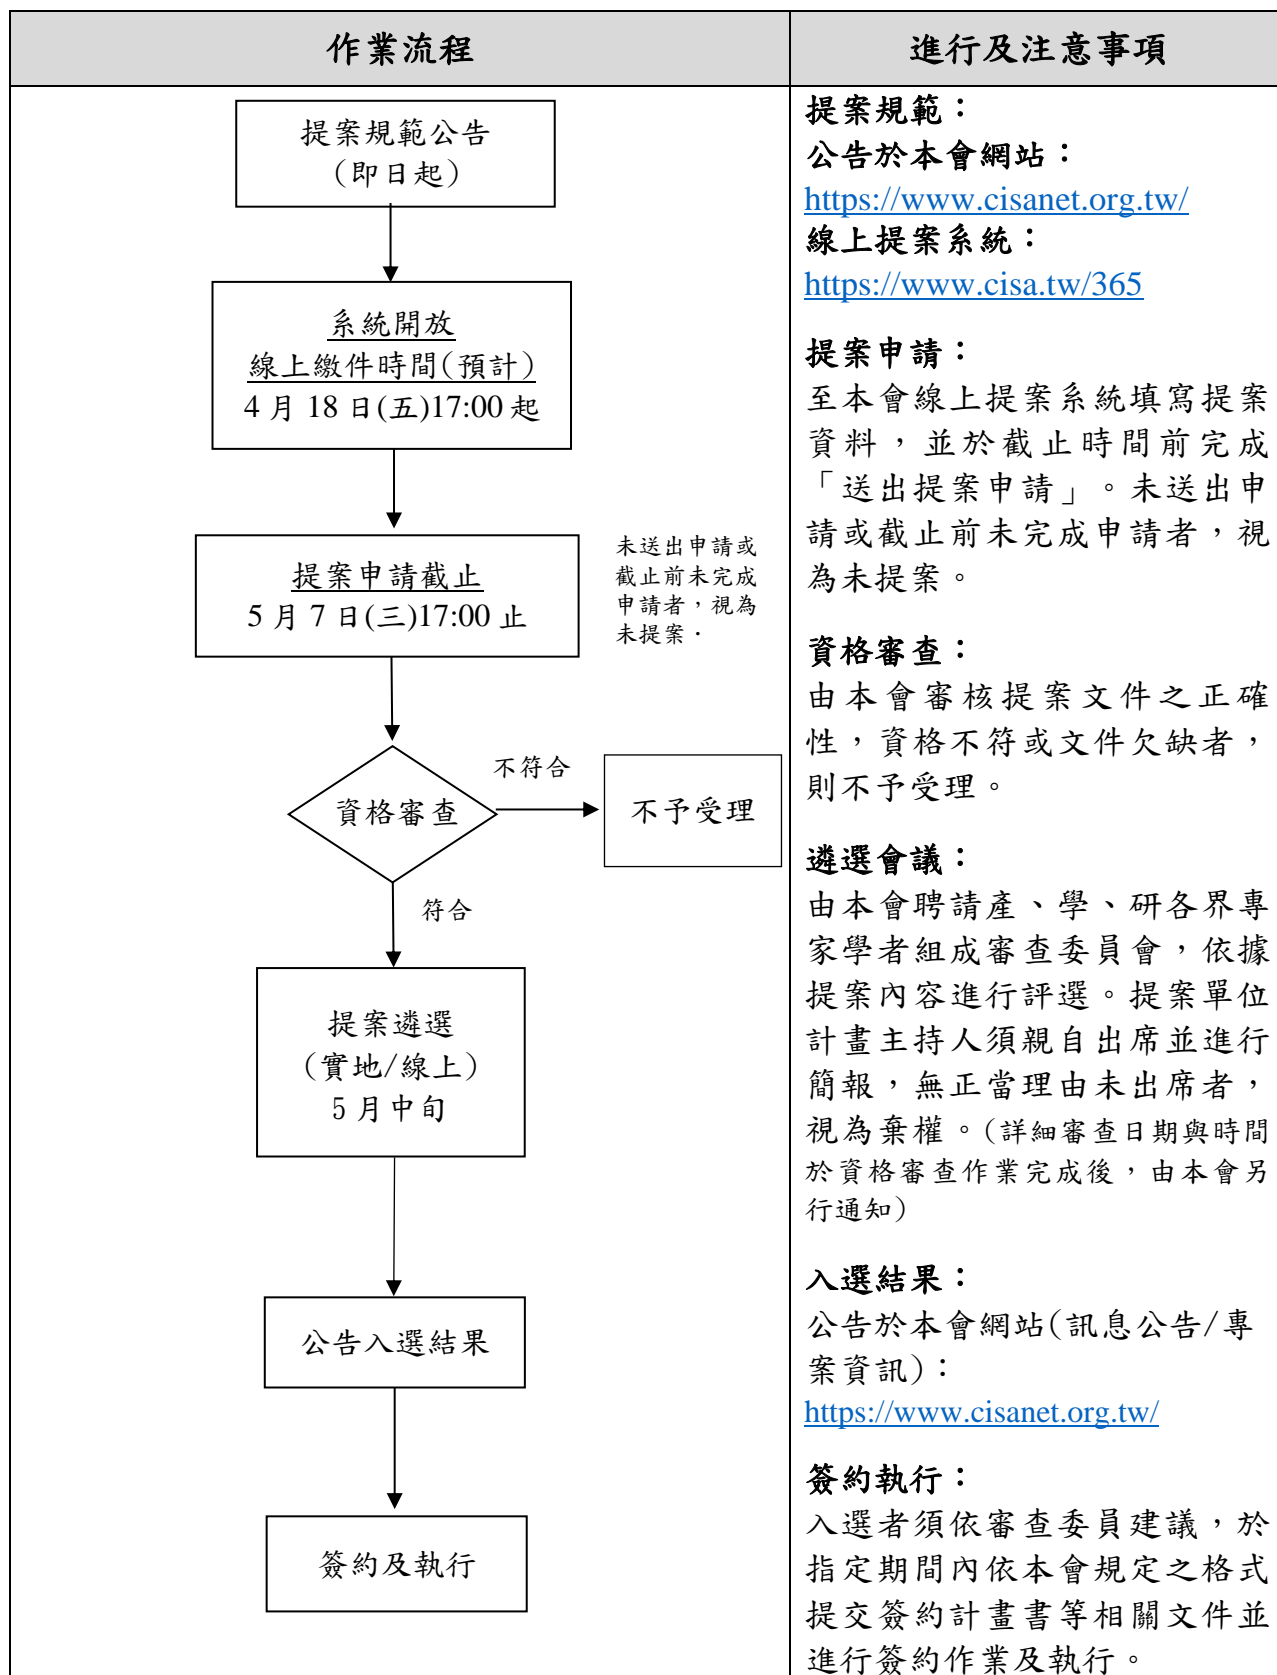 作業流程
提案規範公告
(即日起)
系統開放
線上繳件時間(預計)
4 月 18 日(五)17:00 起
提案申請截止
5 月 7 日(三)17:00 止
未送出申請或
截止前未完成
申請者，視為
未提案．
資格審查
不符合
不予受理
符合
提案遴選
(實地/線上)
5 月中旬
公告入選結果
簽約及執行
進行及注意事項
提案規範：
公告於本會網站：
https://www.cisanet.org.tw/
線上提案系統：
https://www.cisa.tw/365
提案申請：
至本會線上提案系統填寫提案
資料，並於截止時間前完成
「送出提案申請」。未送出申
請或截止前未完成申請者，視
為未提案。
資格審查：
由本會審核提案文件之正確
性，資格不符或文件欠缺者，
則不予受理。
遴選會議：
由本會聘請產、學、研各界專
家學者組成審查委員會，依據
提案內容進行評選。提案單位
計畫主持人須親自出席並進行
簡報，無正當理由未出席者，
視為棄權。(詳細審查日期與時間
於資格審查作業完成後，由本會另
行通知)
入選結果：
公告於本會網站(訊息公告/專
案資訊)：
https://www.cisanet.org.tw/
簽約執行：
入選者須依審查委員建議，於
指定期間內依本會規定之格式
提交簽約計畫書等相關文件並
進行簽約作業及執行。